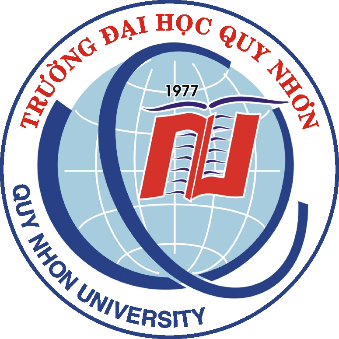 TRƯỜNG ĐẠI HỌC QUY NHƠN
1977
QUY NHON UNIVERSITY